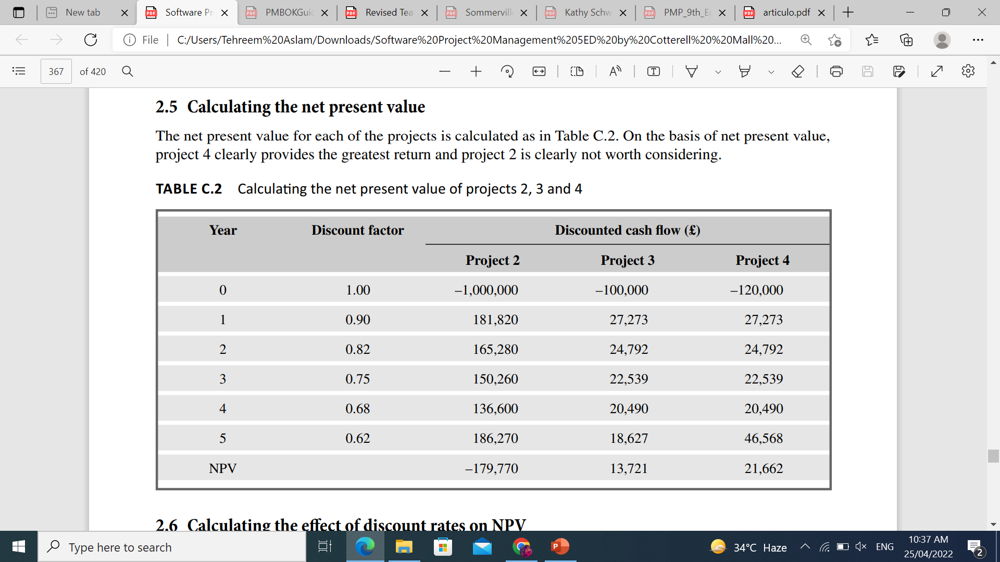 New tab
Software Pr
PMBOKGuid
Revised Tea
Sommervill
Kathy Schw
PMP_9th_Ed
articulo.pdf
File
C:/Users/Tehreem%20Aslam/Downloads/Software%20Project%20Management%205ED%20by%20Cotterell%20%20Mall%20...
367 of 420
2.5 Calculating the net present value
The net present value for each of the projects is calculated as in Table C.2. On the basis of net present value,
project 4 clearly provides the greatest return and project 2 is clearly not worth considering.
TABLE C.2 Calculating the net present value of projects 2, 3 and 4
Year Discount factor Discounted cash flow (£)
Project 2 Project 3 Project 4
0 1.00 –1,000,000 –100,000 –120,000
1 0.90 181,820 27,273 27,273
2 0.82 165,280 24,792 24,792
3 0.75 150,260 22,539 22,539
4 0.68 136,600 20,490 20,490
5 0.62 186,270 18,627 46,568
NPV –179,770 13,721 21,662
2.6 Calculating the effect of discount rates on NPV
Type here to search
34°C Haze
ENG
10:37 AM
25/04/2022
2